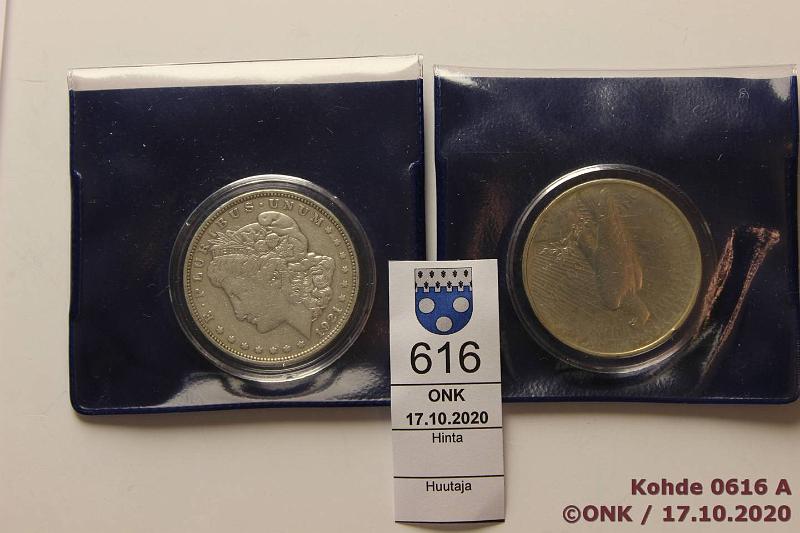 E·PLURIBUS·UNUM·
1921
616
ONK
17.10.2020
Hinta
Huutaja
Kohde 0616 A
©ONK / 17.10.2020